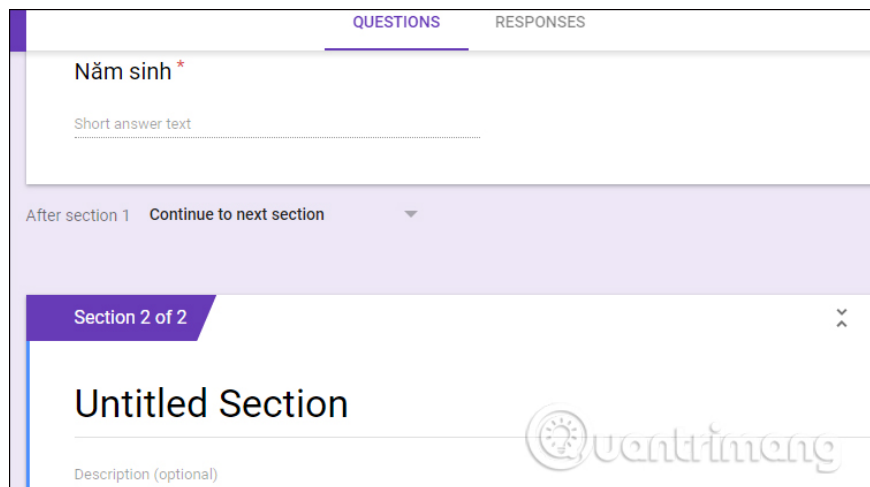 QUESTIONS RESPONSES
Năm sinh *
Short answer text
After section 1 Continue to next section
Section 2 of 2
Untitled Section
Quantrimang
Description (optional)